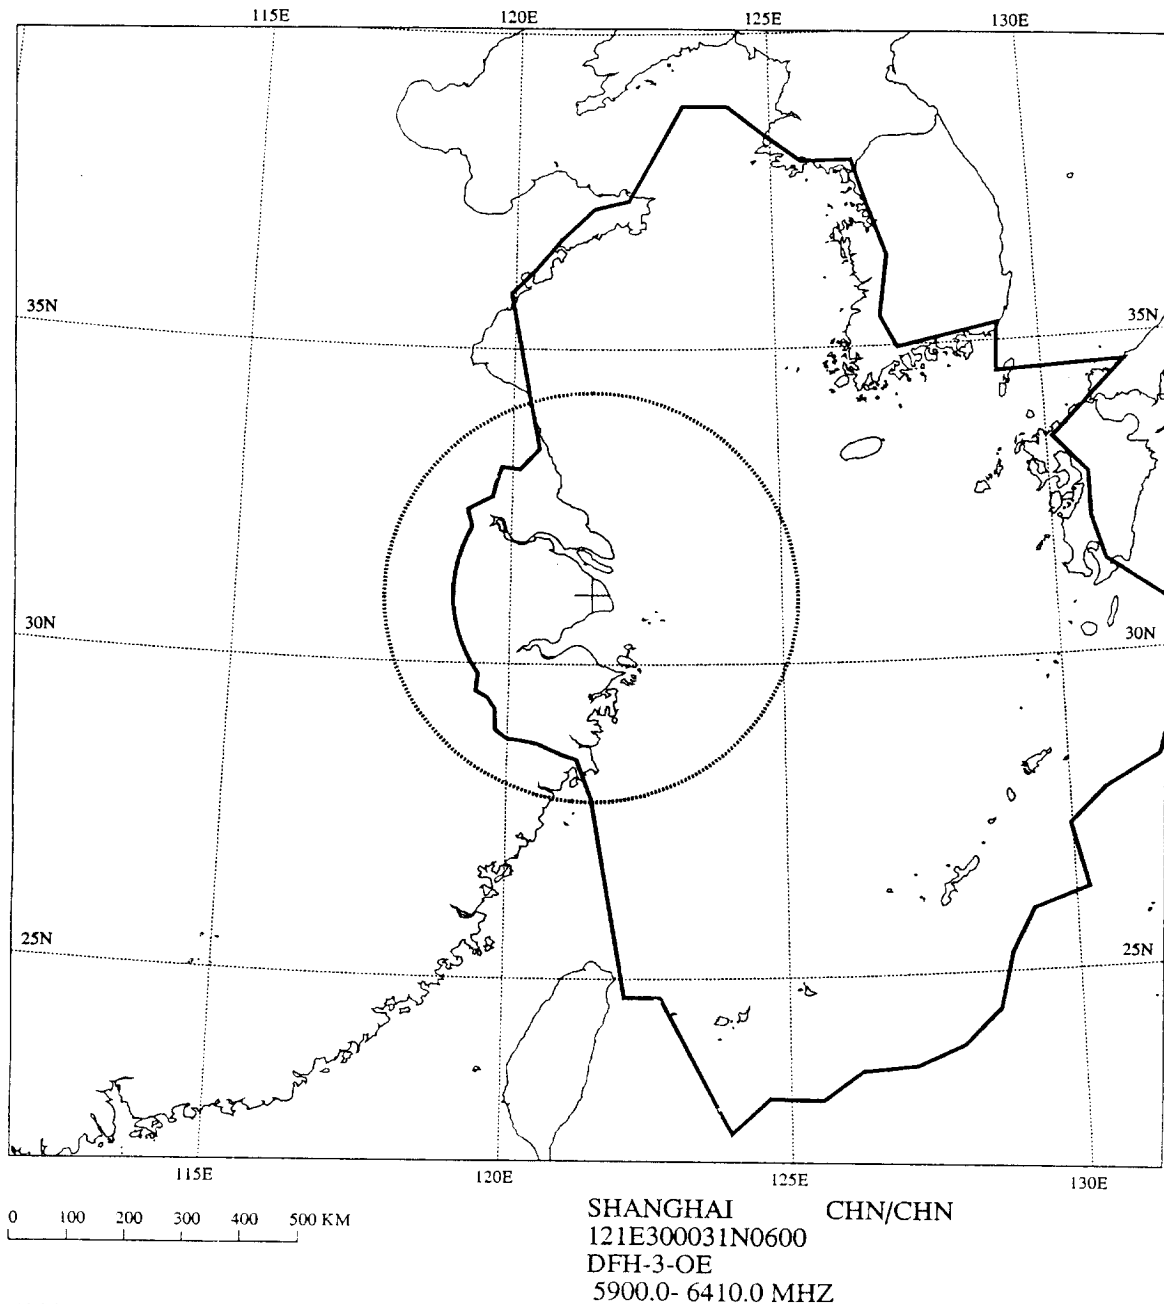 115E 120E 125E 130E
35N 35N
30N 30N
25N 25N
115E 120E 125E 130E
0 100 200 300 400 500 KM
SHANGHAI CHN/CHN
121E300031N0600
DFH-3-OE
5900.0- 6410.0 MHZ